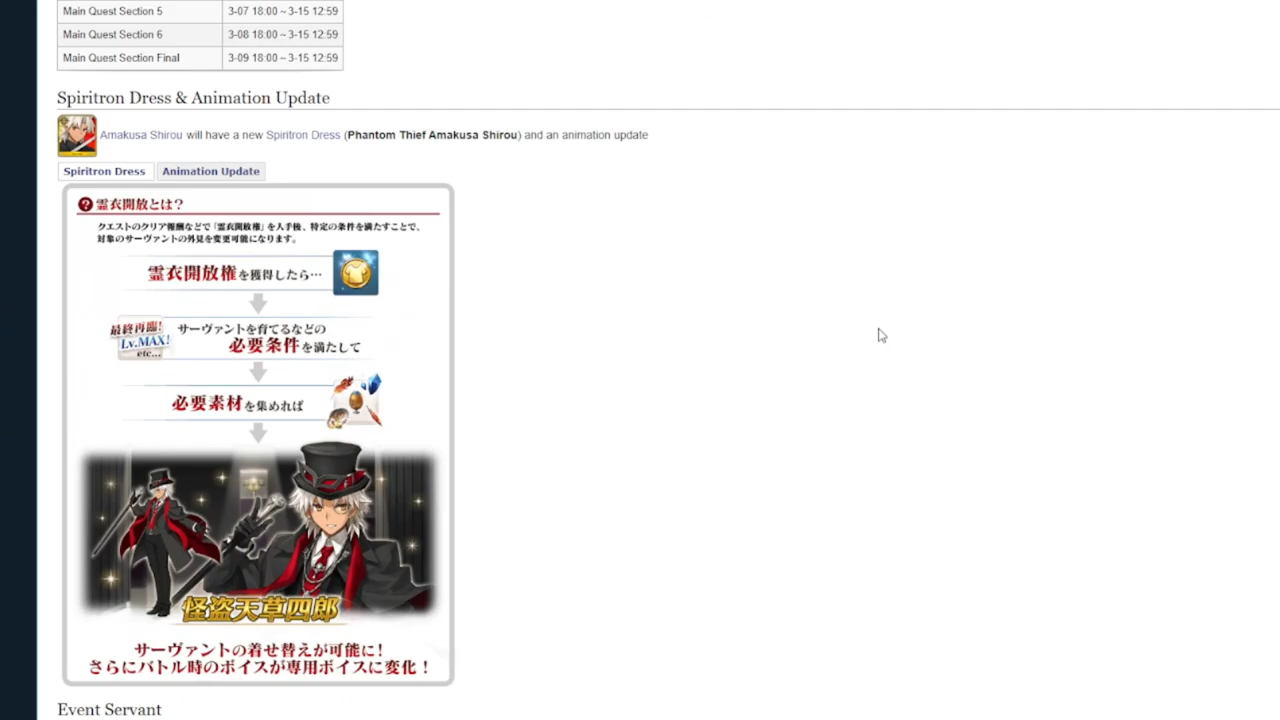 Main Quest Section 5 3-07 18:00 ~ 3-15 12:59
Main Quest Section 6 3-08 18:00 ~ 3-15 12:59
Main Quest Section Final 3-09 18:00 ~ 3-15 12:59
Spiritron Dress & Animation Update
Amakusa Shirou will have a new Spiritron Dress (Phantom Thief Amakusa Shirou) and an animation update
Spiritron Dress Animation Update
? 霊衣開放とは?
クエストのクリア報酬などで「霊衣開放権」を入手後、特定の条件を満たすことで、
対象のサーヴァントの外見を変更可能になります。
霊衣開放権を獲得したら…
最終再臨!
Lv.MAX!
etc...
サーヴァントを育てるなどの
必要条件を満たして
必要素材を集めれば
怪盗天草四郎
サーヴァントの着せ替えが可能に!
さらにバトル時のボイスが専用ボイスに変化!
Event Servant